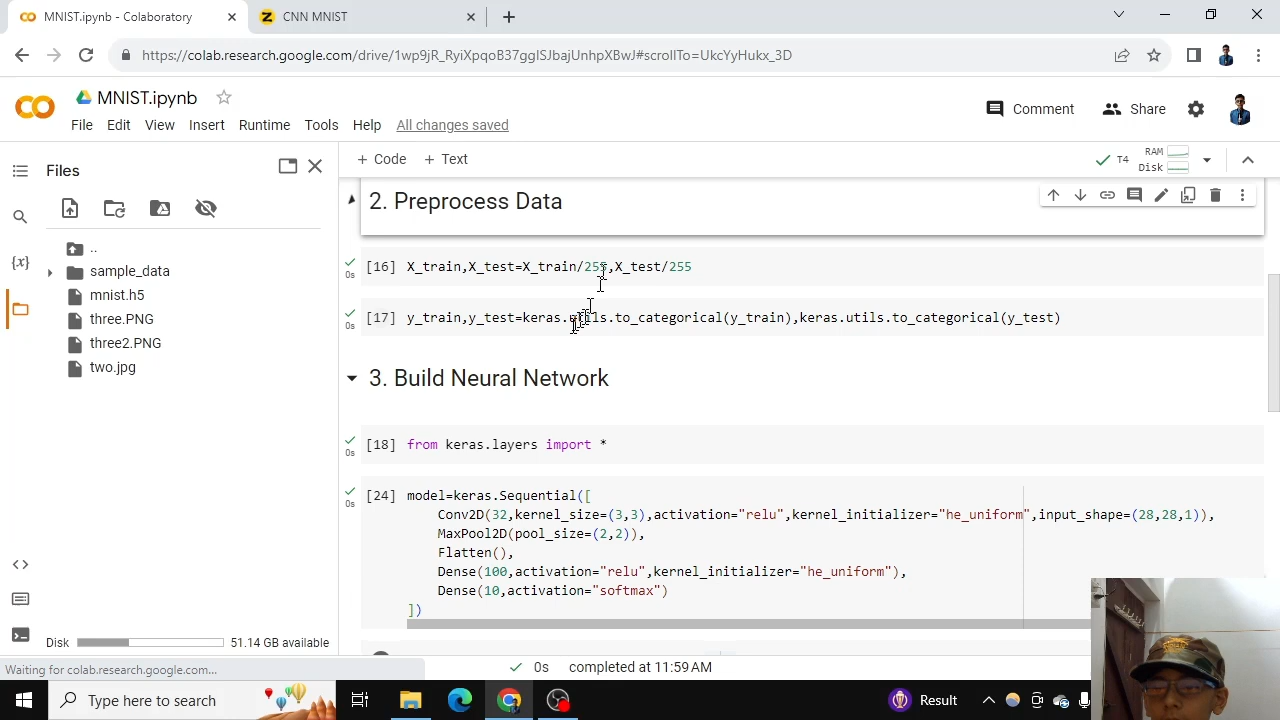 MNIST.ipynb - Colaboratory
CNN MNIST
https://colab.research.google.com/drive/1wp9jR_RyiXpqoB37ggISJbajUnhpXBwJ#scrollTo=UkcYyHukx_3D
MNIST.ipynb
Comment
Share
File Edit View Insert Runtime Tools Help All changes saved
Files
+ Code + Text
T4
RAM
Disk
..
sample_data
mnist.h5
three.PNG
three2.PNG
two.jpg
2. Preprocess Data
[16] X_train,X_test=X_train/255,X_test/255
0s
[17] y_train,y_test=keras.utils.to_categorical(y_train),keras.utils.to_categorical(y_test)
0s
3. Build Neural Network
[18] from keras.layers import *
0s
[24] model=keras.Sequential([
0s
Conv2D(32,kernel_size=(3,3),activation="relu",kernel_initializer="he_uniform",input_shape=(28,28,1)),
MaxPool2D(pool_size=(2,2)),
Flatten(),
Dense(100,activation="relu",kernel_initializer="he_uniform"),
Dense(10,activation="softmax")
])
Disk 51.14 GB available
Waiting for colab.research.google.com...
0s completed at 11:59 AM
Type here to search
Result